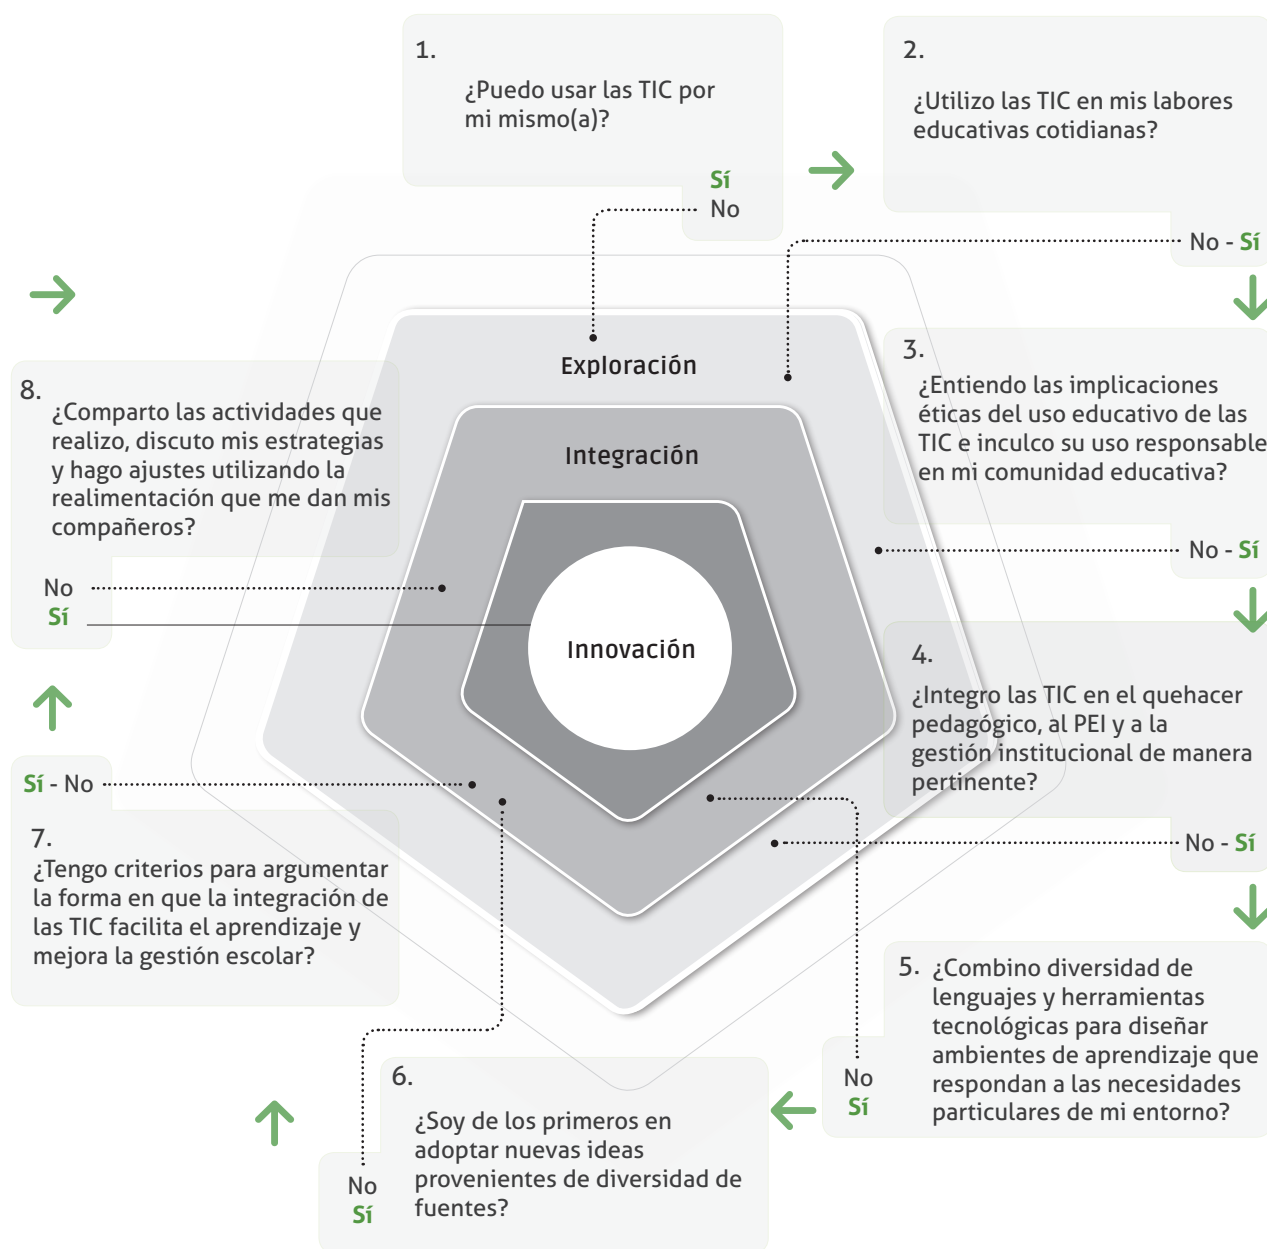 1.
¿Puedo usar las TIC por
mi mismo(a)?
Sí
No
2.
¿Utilizo las TIC en mis labores
educativas cotidianas?
No - Sí
3.
¿Entiendo las implicaciones
éticas del uso educativo de las
TIC e inculco su uso responsable
en mi comunidad educativa?
No - Sí
4.
¿Integro las TIC en el quehacer
pedagógico, al PEI y a la
gestión institucional de manera
pertinente?
No - Sí
5. ¿Combino diversidad de
lenguajes y herramientas
tecnológicas para diseñar
ambientes de aprendizaje que
respondan a las necesidades
particulares de mi entorno?
No
Sí
6.
¿Soy de los primeros en
adoptar nuevas ideas
provenientes de diversidad de
fuentes?
No
Sí
Sí - No
7.
¿Tengo criterios para argumentar
la forma en que la integración de
las TIC facilita el aprendizaje y
mejora la gestión escolar?
8.
¿Comparto las actividades que
realizo, discuto mis estrategias
y hago ajustes utilizando la
realimentación que me dan mis
compañeros?
No
Sí
Exploración
Integración
Innovación